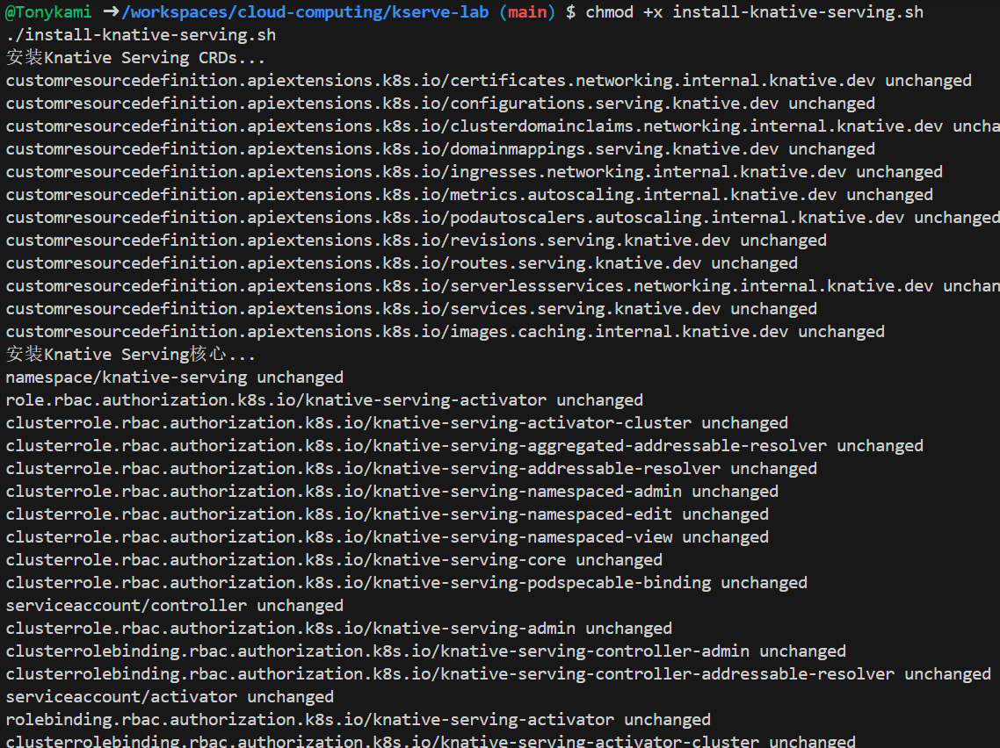 @Tonykami ➜/workspaces/cloud-computing/kserve-lab (main) $ chmod +x install-knative-serving.sh
./install-knative-serving.sh
安装Knative Serving CRDs...
customresourcedefinition.apiextensions.k8s.io/certificates.networking.internal.knative.dev unchanged
customresourcedefinition.apiextensions.k8s.io/configurations.serving.knative.dev unchanged
customresourcedefinition.apiextensions.k8s.io/clusterdomainclaims.networking.internal.knative.dev uncha
customresourcedefinition.apiextensions.k8s.io/domainmappings.serving.knative.dev unchanged
customresourcedefinition.apiextensions.k8s.io/ingresses.networking.internal.knative.dev unchanged
customresourcedefinition.apiextensions.k8s.io/metrics.autoscaling.internal.knative.dev unchanged
customresourcedefinition.apiextensions.k8s.io/podautoscalers.autoscaling.internal.knative.dev unchanged
customresourcedefinition.apiextensions.k8s.io/revisions.serving.knative.dev unchanged
customresourcedefinition.apiextensions.k8s.io/routes.serving.knative.dev unchanged
customresourcedefinition.apiextensions.k8s.io/serverlessservices.networking.internal.knative.dev unchan
customresourcedefinition.apiextensions.k8s.io/services.serving.knative.dev unchanged
customresourcedefinition.apiextensions.k8s.io/images.caching.internal.knative.dev unchanged
安装Knative Serving核心...
namespace/knative-serving unchanged
role.rbac.authorization.k8s.io/knative-serving-activator unchanged
clusterrole.rbac.authorization.k8s.io/knative-serving-activator-cluster unchanged
clusterrole.rbac.authorization.k8s.io/knative-serving-aggregated-addressable-resolver unchanged
clusterrole.rbac.authorization.k8s.io/knative-serving-addressable-resolver unchanged
clusterrole.rbac.authorization.k8s.io/knative-serving-namespaced-admin unchanged
clusterrole.rbac.authorization.k8s.io/knative-serving-namespaced-edit unchanged
clusterrole.rbac.authorization.k8s.io/knative-serving-namespaced-view unchanged
clusterrole.rbac.authorization.k8s.io/knative-serving-core unchanged
clusterrole.rbac.authorization.k8s.io/knative-serving-podspecable-binding unchanged
serviceaccount/controller unchanged
clusterrole.rbac.authorization.k8s.io/knative-serving-admin unchanged
clusterrolebinding.rbac.authorization.k8s.io/knative-serving-controller-admin unchanged
clusterrolebinding.rbac.authorization.k8s.io/knative-serving-controller-addressable-resolver unchanged
serviceaccount/activator unchanged
rolebinding.rbac.authorization.k8s.io/knative-serving-activator unchanged
clusterrolebinding.rbac.authorization.k8s.io/knative-serving-activator-cluster unchanged